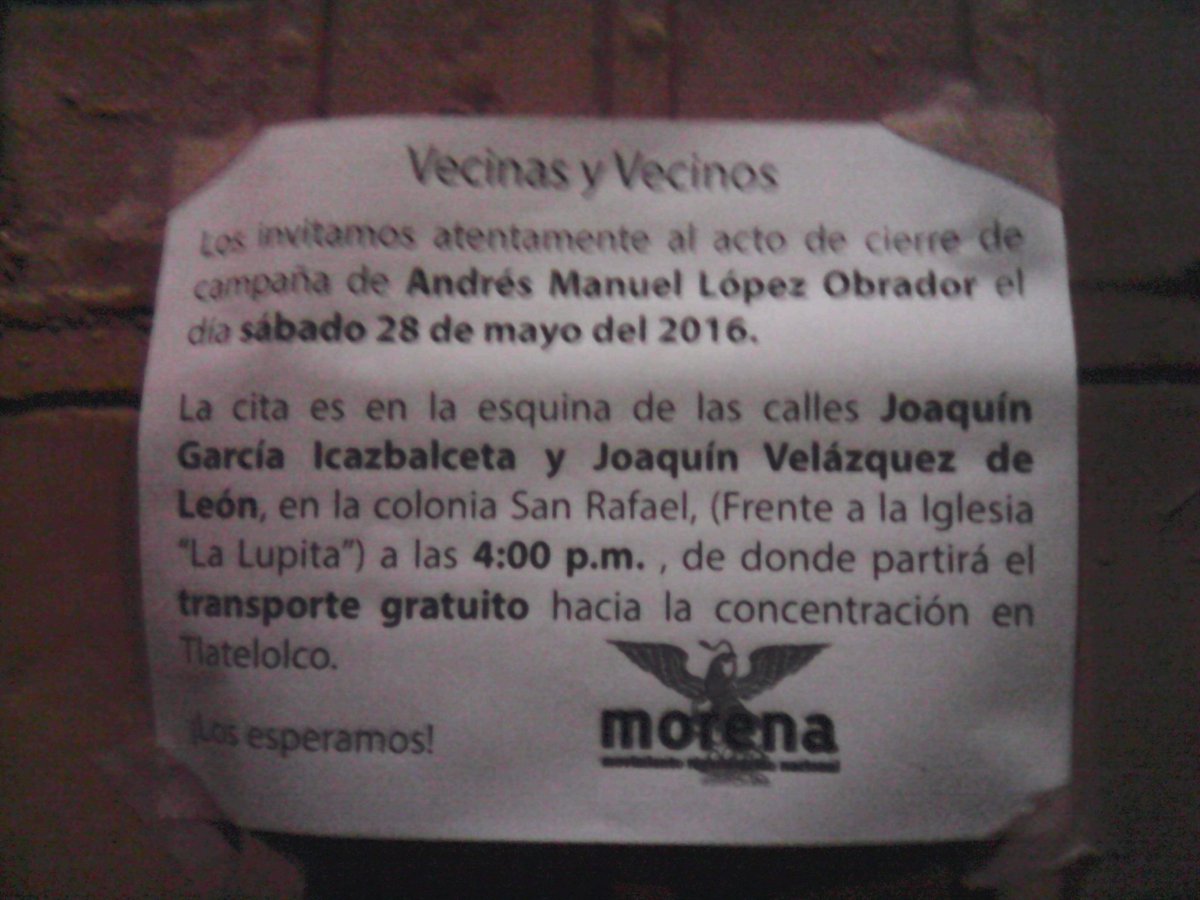 Vecinas y Vecinos
Los invitamos atentamente al acto de cierre de
campaña de Andrés Manuel López Obrador el
día sábado 28 de mayo del 2016.
La cita es en la esquina de las calles Joaquín
García Icazbalceta y Joaquín Velázquez de
León, en la colonia San Rafael, (Frente a la Iglesia
“La Lupita”) a las 4:00 p.m. , de donde partirá el
transporte gratuito hacia la concentración en
Tlatelolco.
¡Los esperamos!
morena